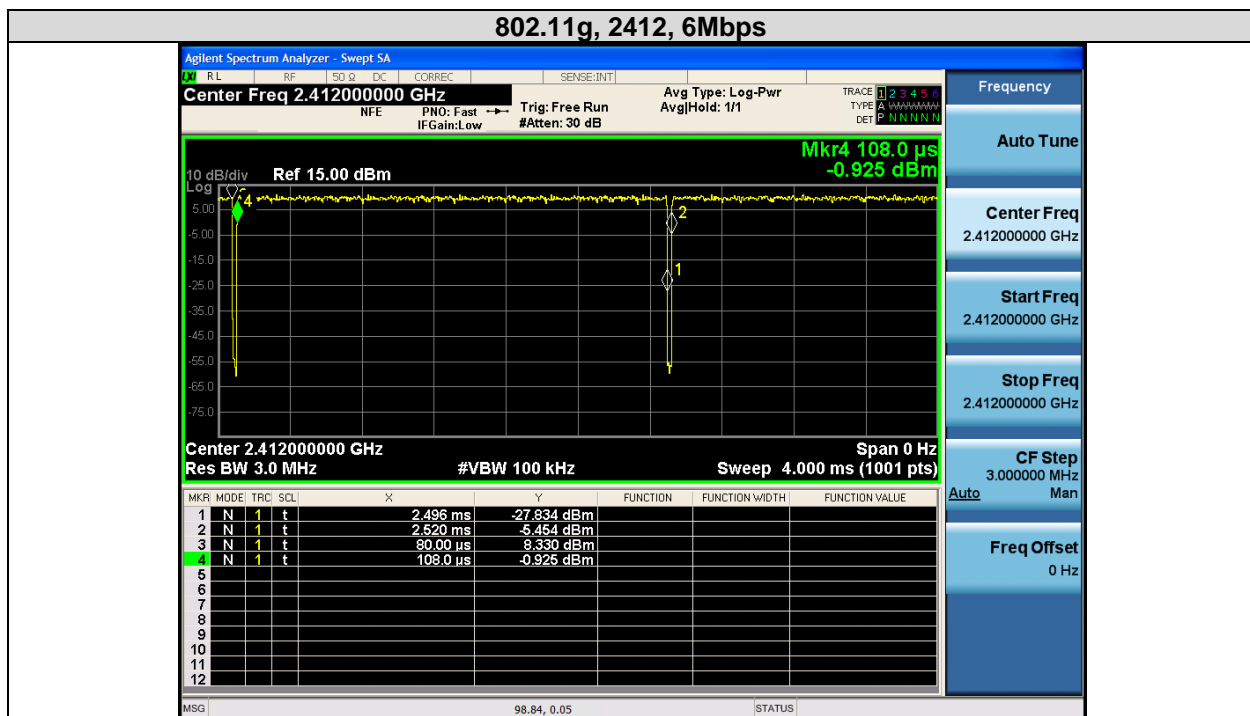 802.11g, 2412, 6Mbps
Agilent Spectrum Analyzer - Swept SA
LXI RL RF 50 Ω DC CORREC SENSE:INT
Center Freq 2.412000000 GHz
NFE
PNO: Fast
IFGain:Low
Trig: Free Run
#Atten: 30 dB
Avg Type: Log-Pwr
Avg|Hold: 1/1
TRACE 1 2 3 4 5 6
TYPE A WWWWW
DET P N N N N N
Mkr4 108.0 µs
-0.925 dBm
10 dB/div Ref 15.00 dBm
Log
5.00
-5.00
-15.0
-25.0
-35.0
-45.0
-55.0
-65.0
-75.0
4
2
1
Center 2.412000000 GHz Span 0 Hz
Res BW 3.0 MHz #VBW 100 kHz Sweep 4.000 ms (1001 pts)
MKR MODE TRC SCL X Y FUNCTION FUNCTION WIDTH FUNCTION VALUE
1 N 1 t 2.496 ms -27.834 dBm
2 N 1 t 2.520 ms -5.454 dBm
3 N 1 t 80.00 µs 8.330 dBm
4 N 1 t 108.0 µs -0.925 dBm
5
6
7
8
9
10
11
12
MSG 98.84, 0.05 STATUS
Frequency
Auto Tune
Center Freq
2.412000000 GHz
Start Freq
2.412000000 GHz
Stop Freq
2.412000000 GHz
CF Step
3.000000 MHz
Auto Man
Freq Offset
0 Hz